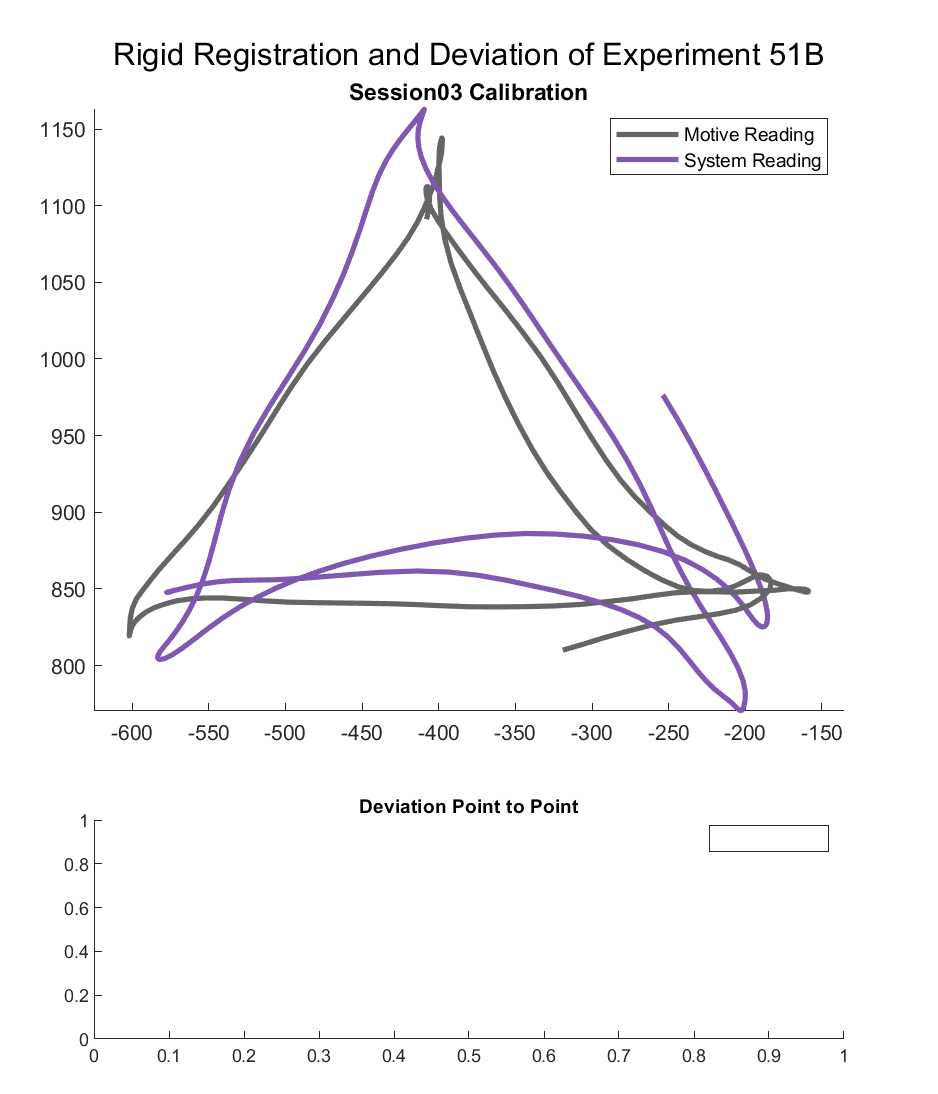 Rigid Registration and Deviation of Experiment 51B
Session03 Calibration
Motive Reading
System Reading
1150
1100
1050
1000
950
900
850
800
-600 -550 -500 -450 -400 -350 -300 -250 -200 -150
Deviation Point to Point
1
0.8
0.6
0.4
0.2
0
0 0.1 0.2 0.3 0.4 0.5 0.6 0.7 0.8 0.9 1